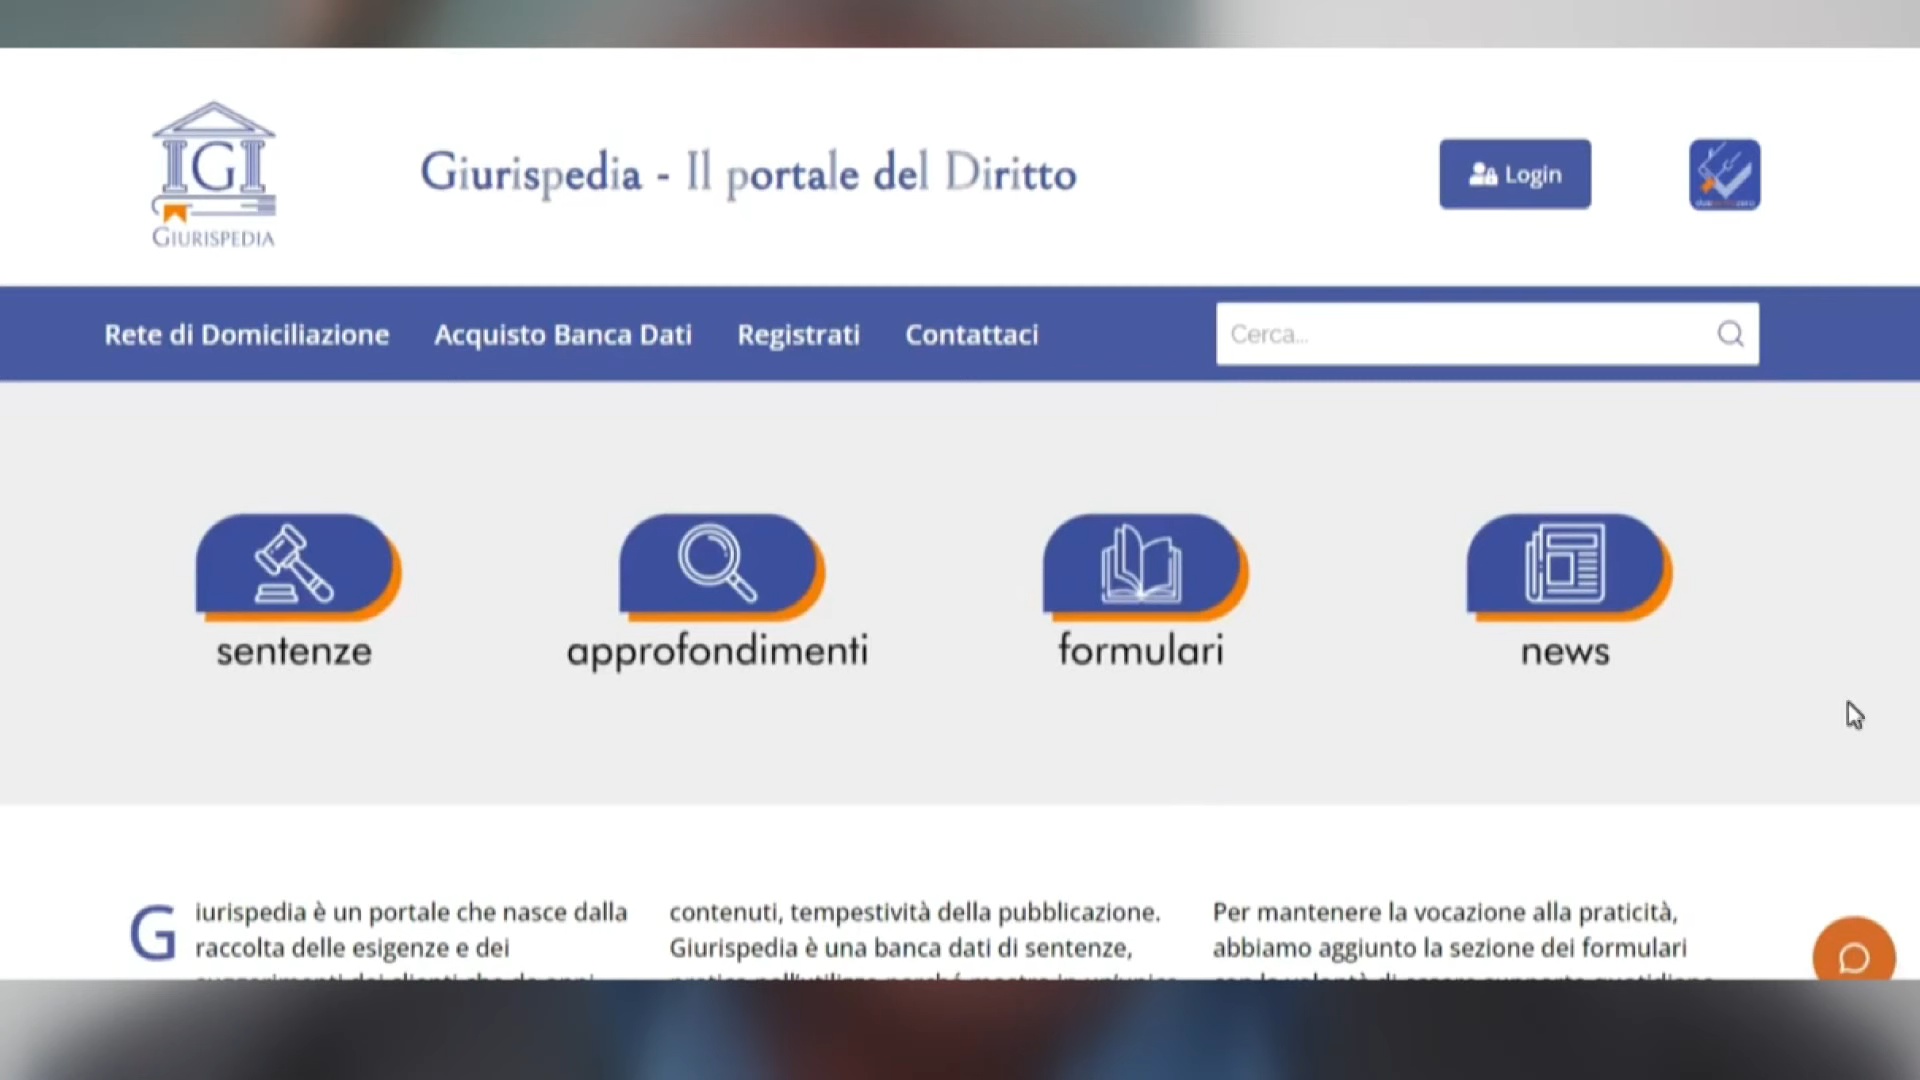 IGI
GIURISPEDIA
Giurispedia - Il portale del Diritto
Login
Rete di Domiciliazione
Acquisto Banca Dati
Registrati
Contattaci
Cerca...
sentenze
approfondimenti
formulari
news
Giurispedia è un portale che nasce dalla
raccolta delle esigenze e dei
contenuti, tempestività della pubblicazione.
Giurispedia è una banca dati di sentenze,
Per mantenere la vocazione alla praticità,
abbiamo aggiunto la sezione dei formulari